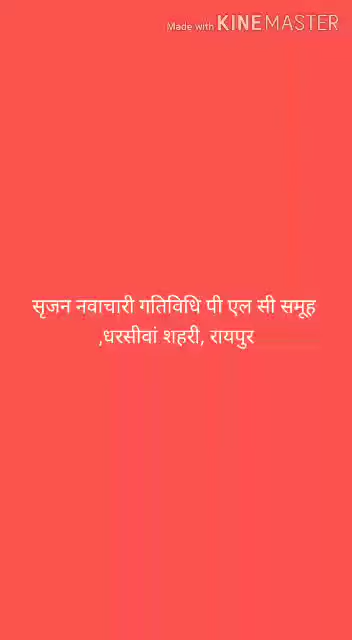 Made with KINEMASTER
सृजन नवाचारी गतिविधि पी एल सी समूह
,धरसीवां शहरी, रायपुर